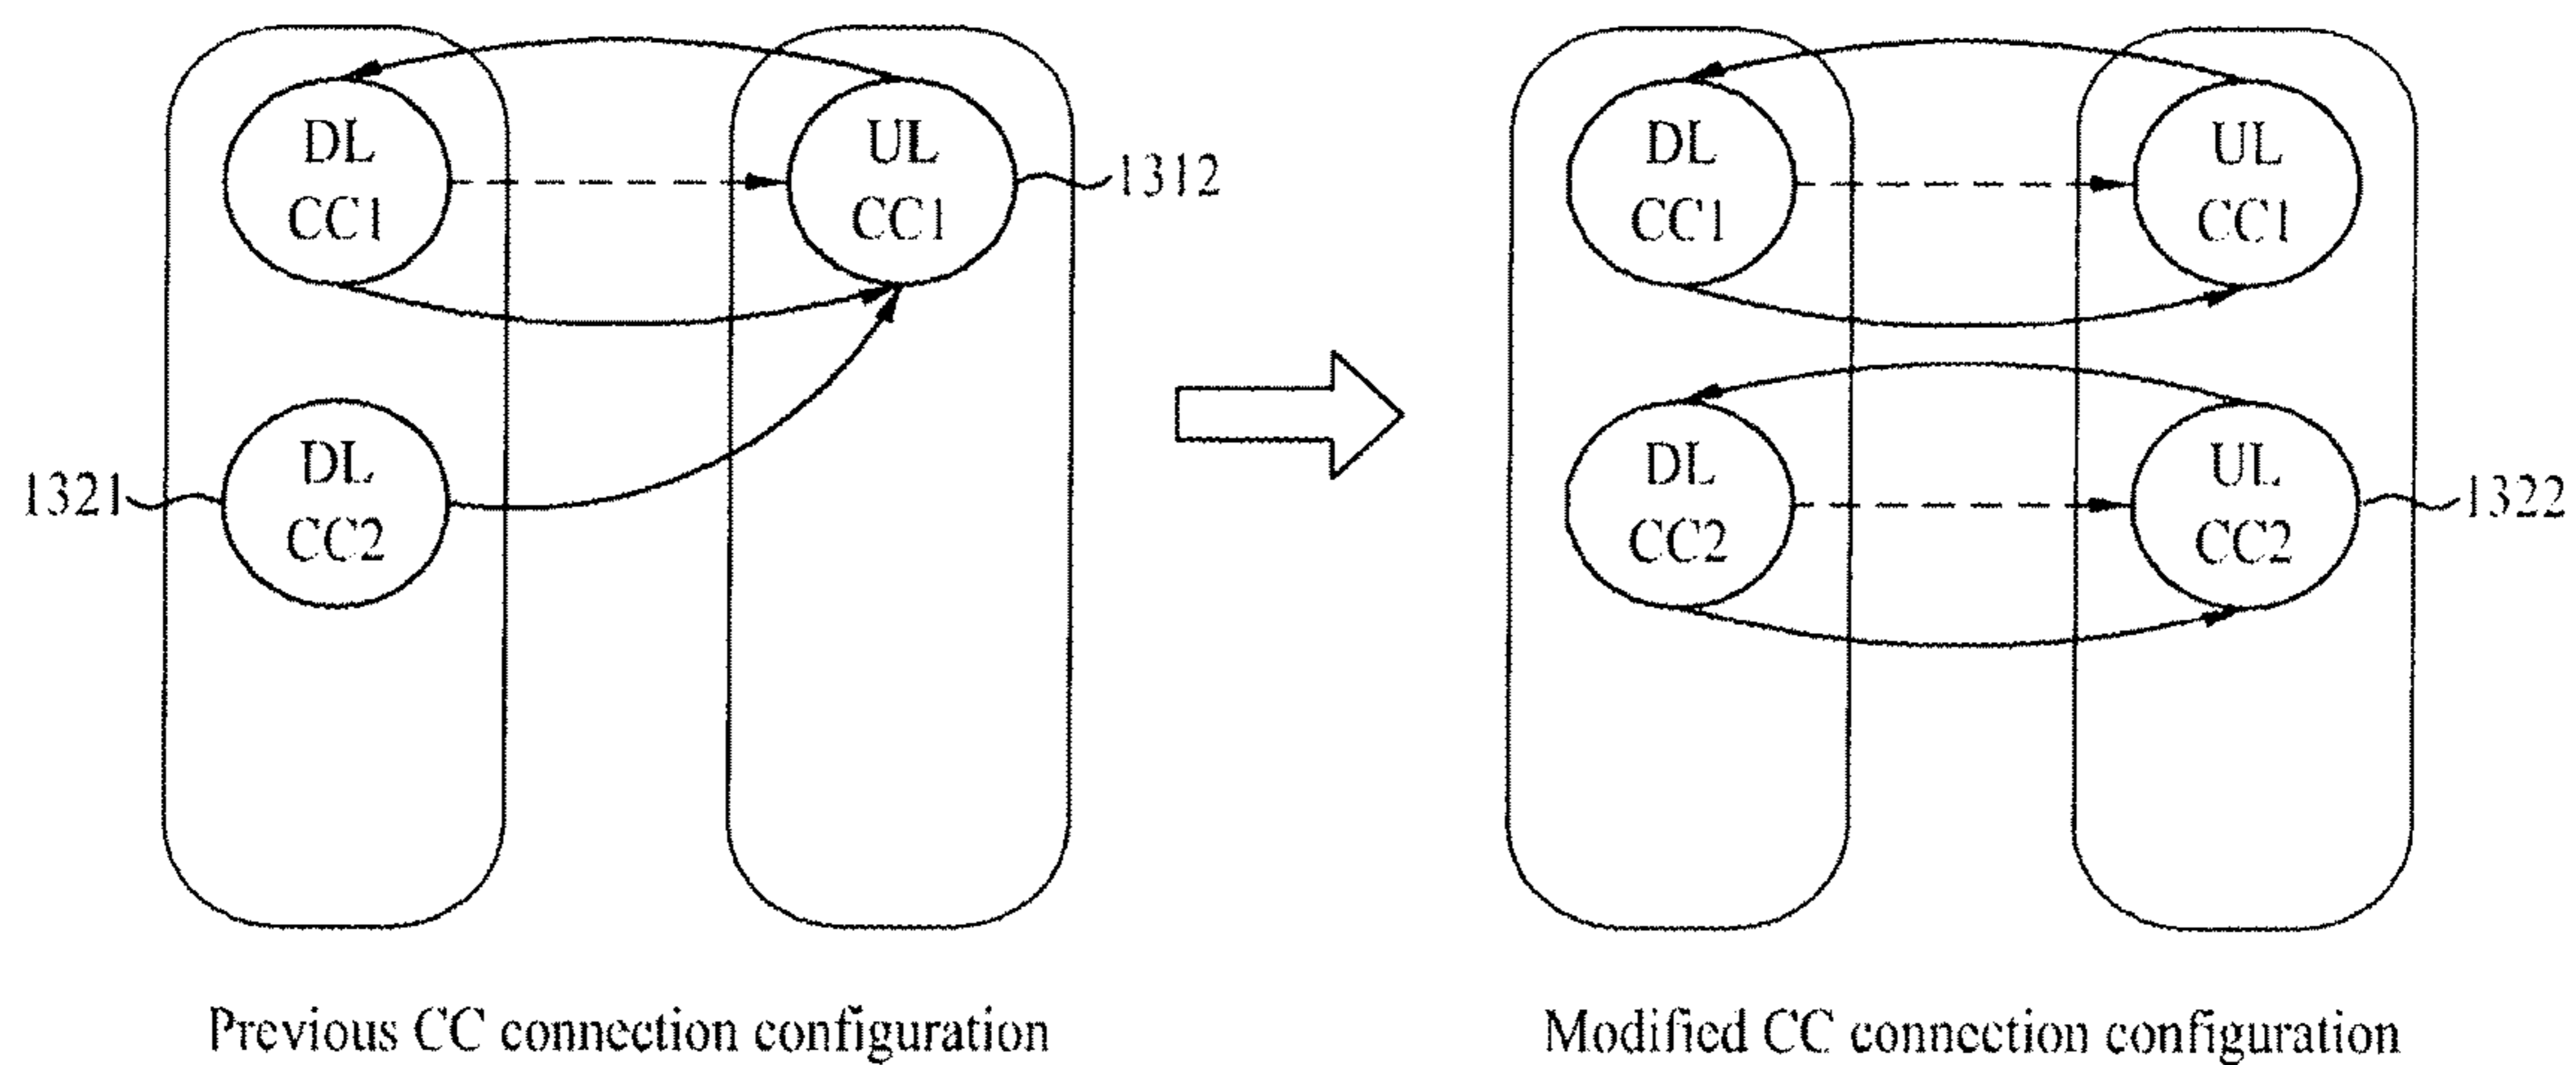 DL
CC1
UL
CC1
1312
DL
CC2
1321
Previous CC connection configuration
DL
CC1
UL
CC1
DL
CC2
UL
CC2
1322
Modified CC connection configuration